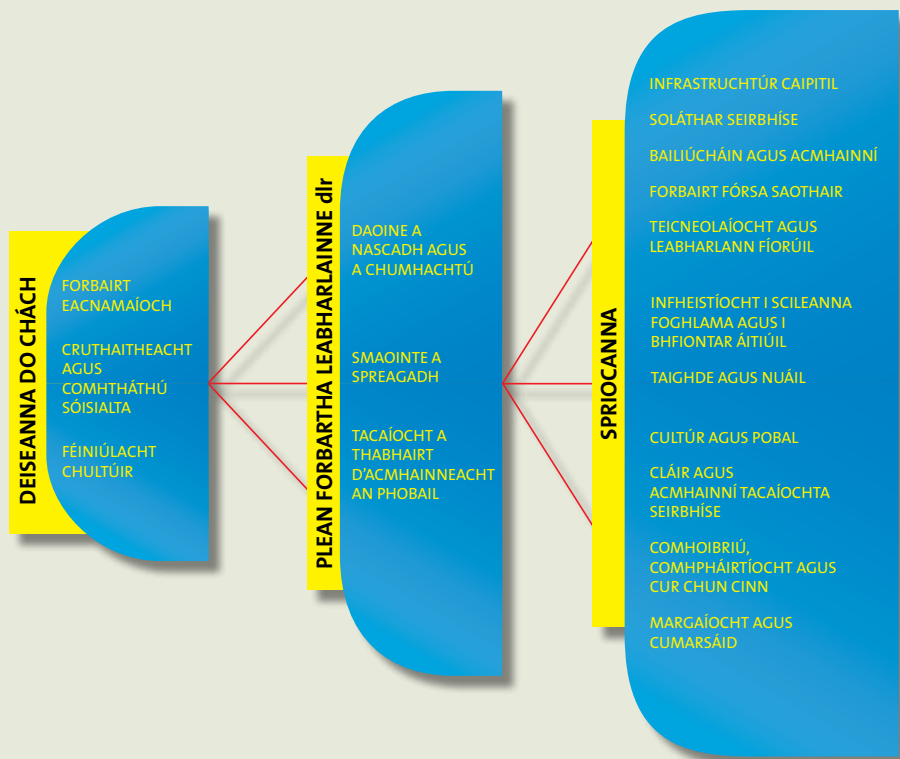 DEISEANNA DO CHÁCH
FORBAIRT
EACNAMAÍOCH
CRUTHAITHEACHT
AGUS
COMHTHÁTHÚ
SÓISIALTA
FÉINIÚLACHT
CHULTÚIR
PLEAN FORBARTHA LEABHARLAINNE dlr
DAOINE A
NASCADH AGUS
A CHUMHACHTÚ
SMAOINTE A
SPREAGADH
TACAÍOCHT A
THABHAIRT
D'ACMHAINNEACHT
AN PHOBAIL
SPRIOCANNA
INFRASTRUCHTÚR CAIPITIL
SOLÁTHAR SEIRBHÍSE
BAILIÚCHÁIN AGUS ACMHAINNÍ
FORBAIRT FÓRSA SAOTHAIR
TEICNEOLAÍOCHT AGUS
LEABHARLANN FÍORÚIL
INFHEISTÍOCHT I SCILEANNA
FOGHLAMA AGUS I
BHFIONTAR ÁITIÚIL
TAIGHDE AGUS NUÁIL
CULTÚR AGUS POBAL
CLÁIR AGUS
ACMHAINNÍ TACAÍOCHTA
SEIRBHÍSE
COMHOIBRIÚ,
COMHPHÁIRTÍOCHT AGUS
CUR CHUN CINN
MARGAÍOCHT AGUS
CUMARSÁID